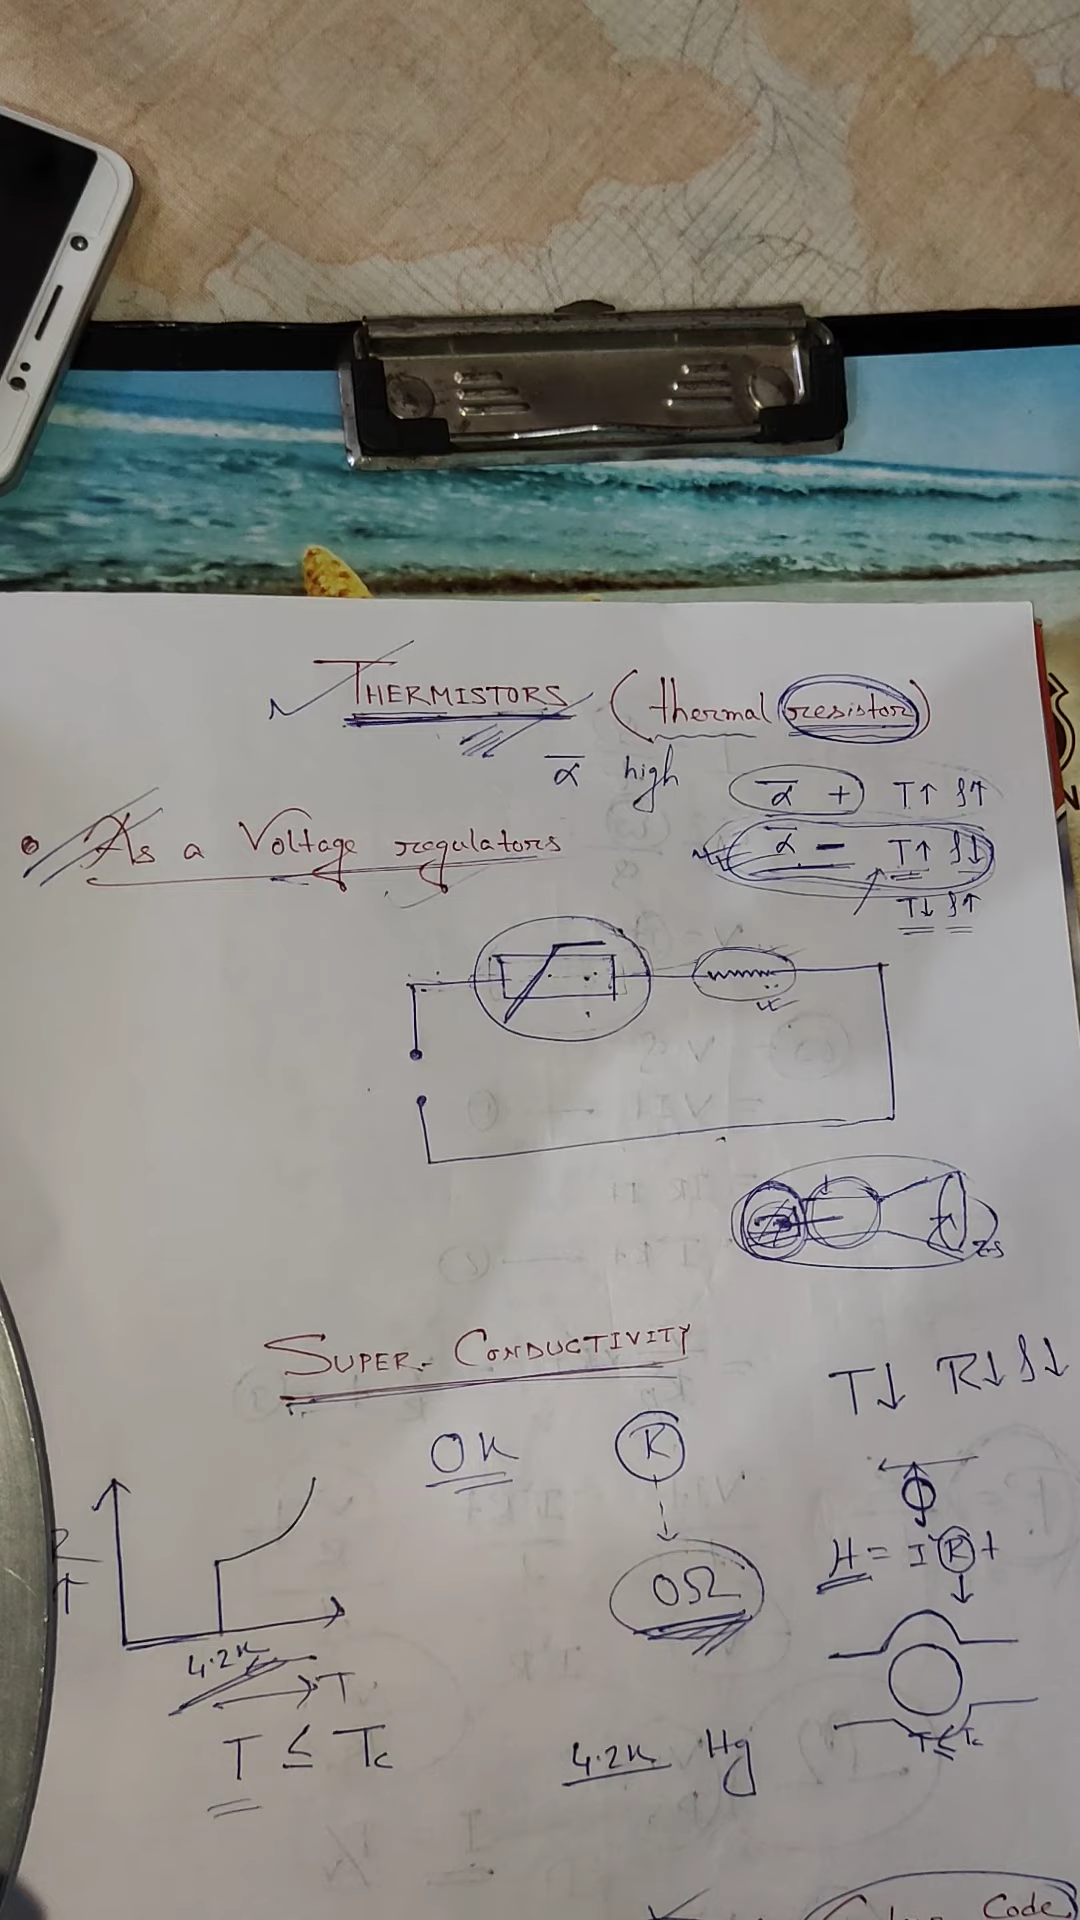 THERMISTORS (thermal resistor)
ᾱ high
ᾱ + T↑ ρ↑
• As a Voltage regulators
ᾱ - T↑ ρ↓
T↓ ρ↑
SUPER-CONDUCTIVITY
T↓ R↓ ρ↓
0K R
0Ω
H = I²Rt
4.2K
T
T ≤ Tc
4.2K Hg
T ≤ Tc
Code